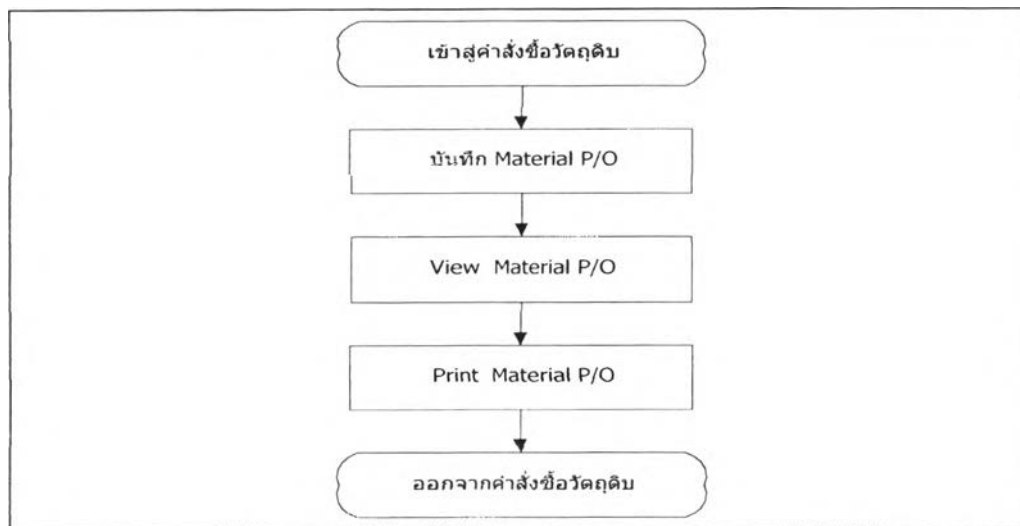 เข้าสู่คำสั่งซื้อวัตถุดิบ
บันทึก Material P/O
View Material P/O
Print Material P/O
ออกจากคำสั่งซื้อวัตถุดิบ